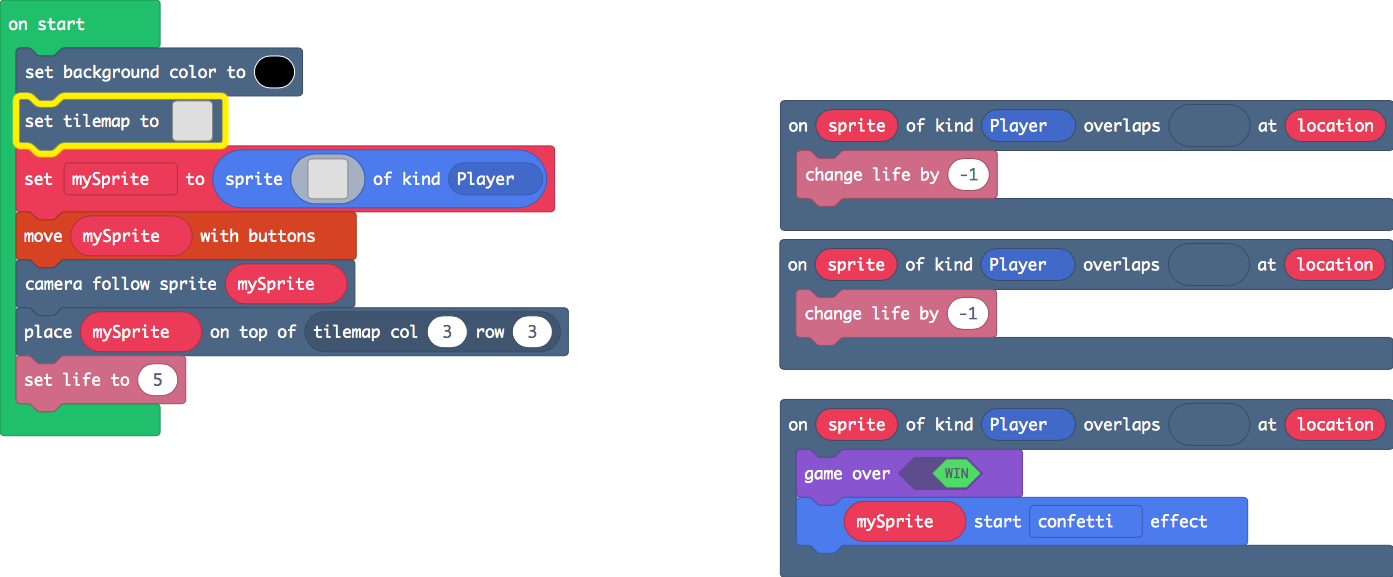 on start
set background color to
set tilemap to
set mySprite to sprite of kind Player
move mySprite with buttons
camera follow sprite mySprite
place mySprite on top of tilemap col 3 row 3
set life to 5
on sprite of kind Player overlaps at location
change life by -1
on sprite of kind Player overlaps at location
change life by -1
on sprite of kind Player overlaps at location
game over WIN
mySprite start confetti effect